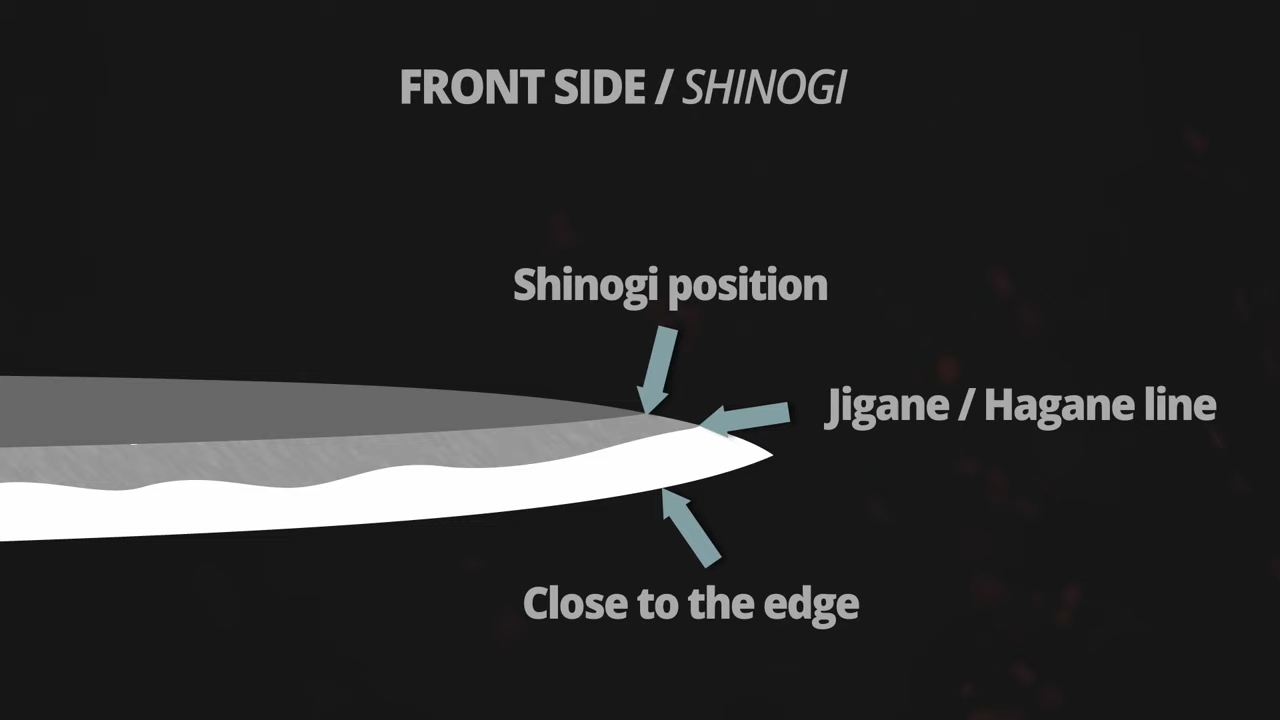 FRONT SIDE / SHINOGI
Shinogi position
Jigane / Hagane line
Close to the edge